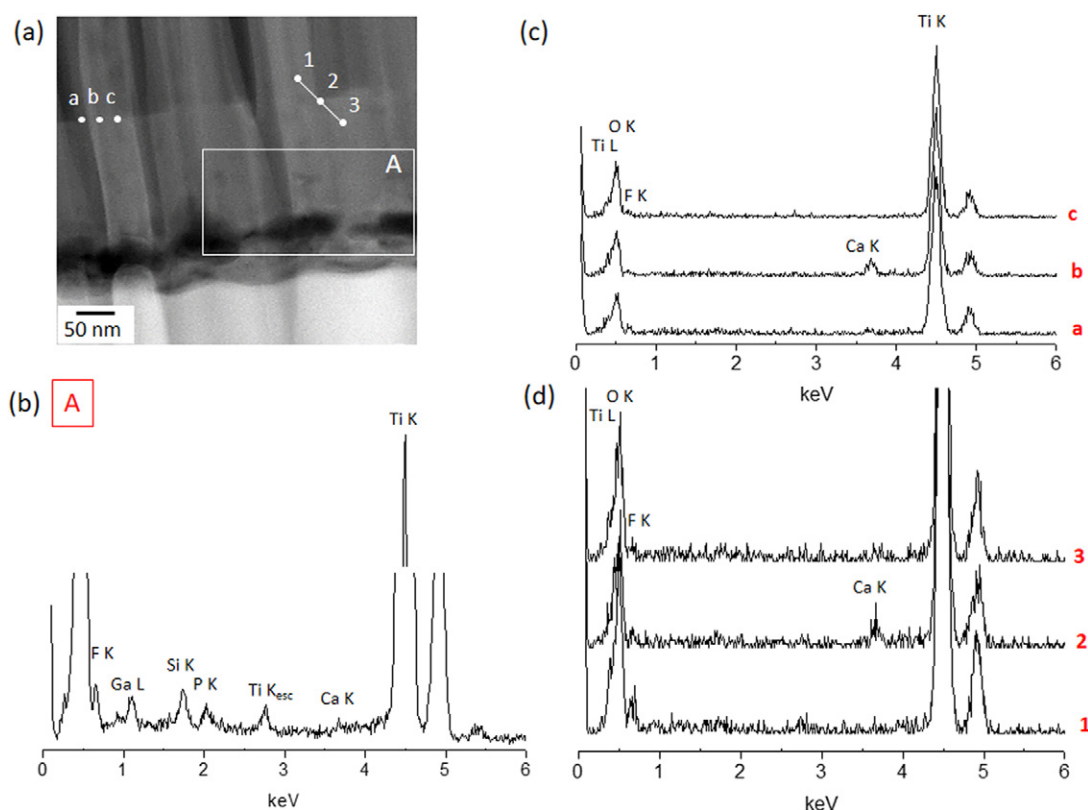 (a)
1
2
3
a b c
A
50 nm
(b)
A
Ti K
F K
Ga L
Si K
P K
Ti Kesc
Ca K
0 1 2 3 4 5 6
keV
(c)
Ti K
O K
Ti L
F K
c
Ca K
b
a
0 1 2 3 4 5 6
keV
(d)
O K
Ti L
F K
3
Ca K
2
1
0 1 2 3 4 5 6
keV